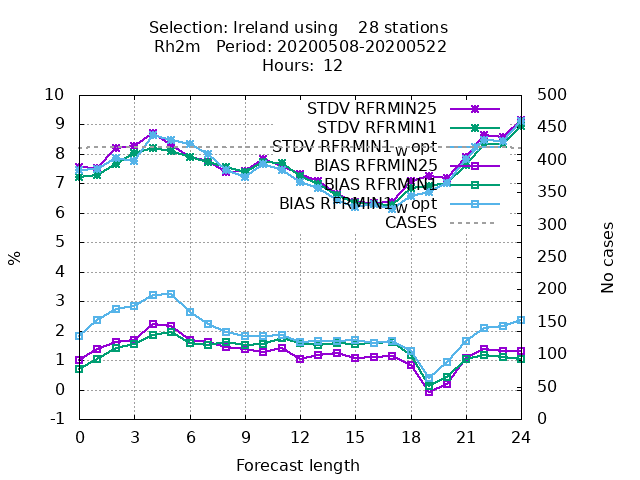 Selection: Ireland using    28 stations
Rh2m   Period: 20200508-20200522
Hours:  12
10
9
8
7
6
5
4
3
2
1
0
-1
%
STDV RFRMIN25
STDV RFRMIN1
STDV RFRMIN1_w opt
BIAS RFRMIN25
BIAS RFRMIN1
BIAS RFRMIN1_w opt
CASES
500
450
400
350
300
250
200
150
100
50
0
No cases
0 3 6 9 12 15 18 21 24
Forecast length